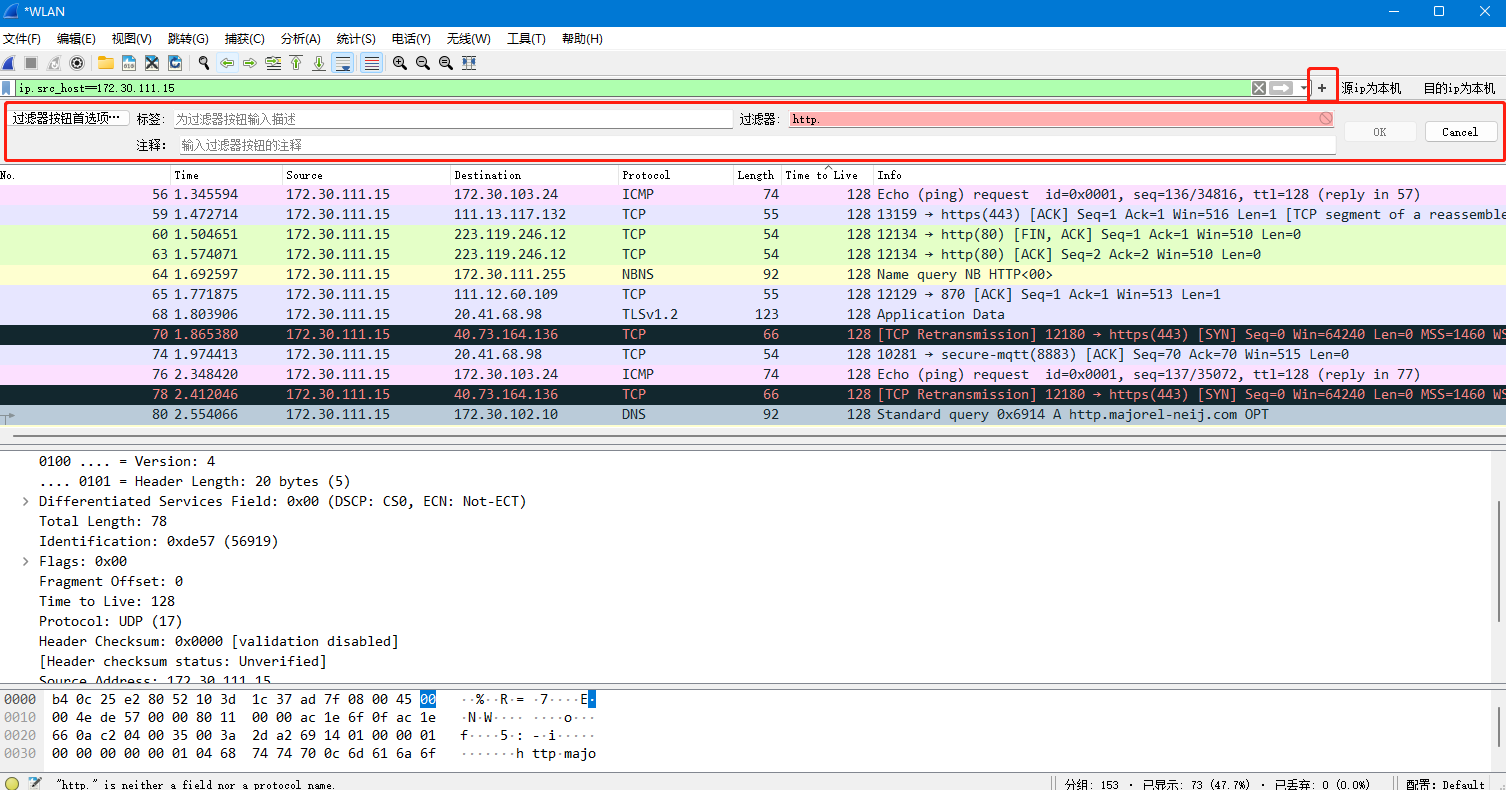 *WLAN
文件(F) 编辑(E) 视图(V) 跳转(G) 捕获(C) 分析(A) 统计(S) 电话(Y) 无线(W) 工具(T) 帮助(H)
ip.src_host==172.30.111.15 + 源ip为本机 目的ip为本机
过滤器按钮首选项… 标签: 为过滤器按钮输入描述 过滤器: http. OK Cancel
注释: 输入过滤器按钮的注释
No. Time Source Destination Protocol Length Time to Live Info
56 1.345594 172.30.111.15 172.30.103.24 ICMP 74 128 Echo (ping) request id=0x0001, seq=136/34816, ttl=128 (reply in 57)
59 1.472714 172.30.111.15 111.13.117.132 TCP 55 128 13159 → https(443) [ACK] Seq=1 Ack=1 Win=516 Len=1 [TCP segment of a reassemble
60 1.504651 172.30.111.15 223.119.246.12 TCP 54 128 12134 → http(80) [FIN, ACK] Seq=1 Ack=1 Win=510 Len=0
63 1.574071 172.30.111.15 223.119.246.12 TCP 54 128 12134 → http(80) [ACK] Seq=2 Ack=2 Win=510 Len=0
64 1.692597 172.30.111.15 172.30.111.255 NBNS 92 128 Name query NB HTTP<00>
65 1.771875 172.30.111.15 111.12.60.109 TCP 55 128 12129 → 870 [ACK] Seq=1 Ack=1 Win=513 Len=1
68 1.803906 172.30.111.15 20.41.68.98 TLSv1.2 123 128 Application Data
70 1.865380 172.30.111.15 40.73.164.136 TCP 66 128 [TCP Retransmission] 12180 → https(443) [SYN] Seq=0 Win=64240 Len=0 MSS=1460 WS
74 1.974413 172.30.111.15 20.41.68.98 TCP 54 128 10281 → secure-mqtt(8883) [ACK] Seq=70 Ack=70 Win=515 Len=0
76 2.348420 172.30.111.15 172.30.103.24 ICMP 74 128 Echo (ping) request id=0x0001, seq=137/35072, ttl=128 (reply in 77)
78 2.412046 172.30.111.15 40.73.164.136 TCP 66 128 [TCP Retransmission] 12180 → https(443) [SYN] Seq=0 Win=64240 Len=0 MSS=1460 WS
80 2.554066 172.30.111.15 172.30.102.10 DNS 92 128 Standard query 0x6914 A http.majorel-neij.com OPT
0100 .... = Version: 4
.... 0101 = Header Length: 20 bytes (5)
Differentiated Services Field: 0x00 (DSCP: CS0, ECN: Not-ECT)
Total Length: 78
Identification: 0xde57 (56919)
Flags: 0x00
Fragment Offset: 0
Time to Live: 128
Protocol: UDP (17)
Header Checksum: 0x0000 [validation disabled]
[Header checksum status: Unverified]
Source Address: 172.30.111.15
0000 b4 0c 25 e2 80 52 10 3d 1c 37 ad 7f 08 00 45 00 ··%··R·= ·7····E·
0010 00 4e de 57 00 00 80 11 00 00 ac 1e 6f 0f ac 1e ·N·W···· ····o···
0020 66 0a c2 04 00 35 00 3a 2d a2 69 14 01 00 00 01 f····5·: -·i·····
0030 00 00 00 00 00 01 04 68 74 74 70 0c 6d 61 6a 6f ·······h ttp·majo
"http." is neither a field nor a protocol name. 分组: 153 · 已显示: 73 (47.7%) · 已丢弃: 0 (0.0%) 配置: Default